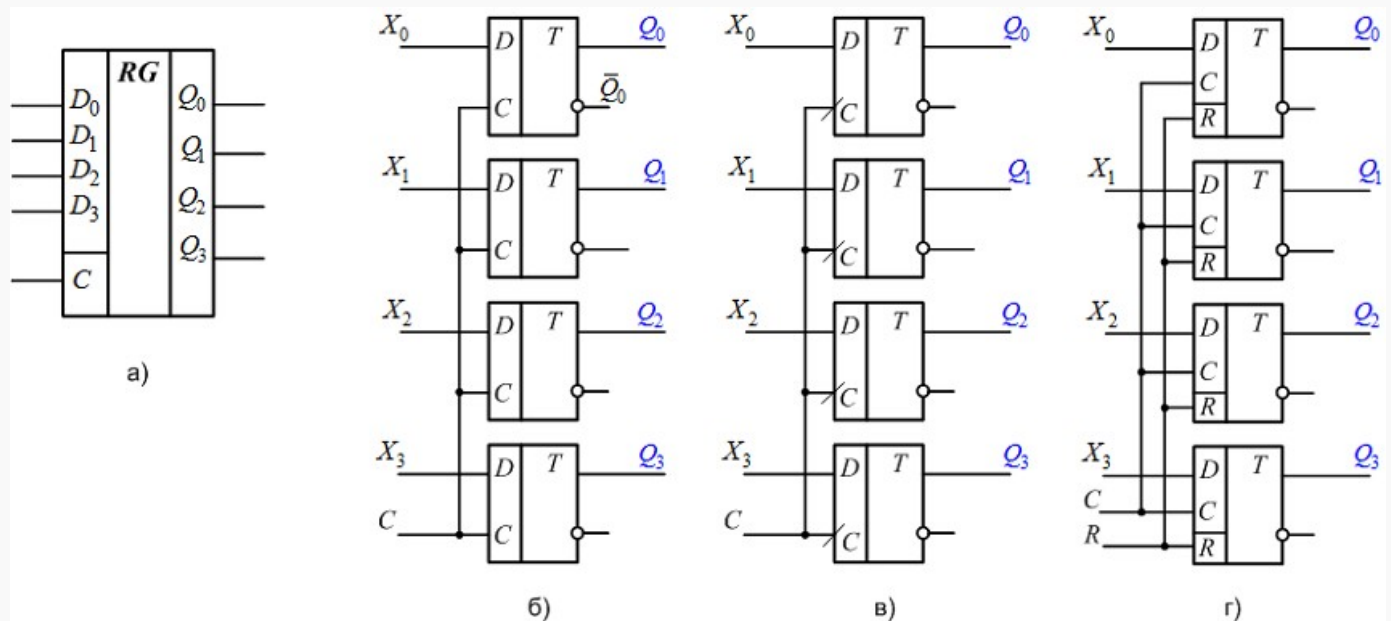 RG
D₀ Q₀
D₁ Q₁
D₂ Q₂
D₃ Q₃
C
а)
X₀ D T Q₀
C Q̄₀
X₁ D T Q₁
C
X₂ D T Q₂
C
X₃ D T Q₃
C C
б)
X₀ D T Q₀
C
X₁ D T Q₁
C
X₂ D T Q₂
C
X₃ D T Q₃
C C
в)
X₀ D T Q₀
C
R
X₁ D T Q₁
C
R
X₂ D T Q₂
C
R
X₃ D T Q₃
C C
R R
г)